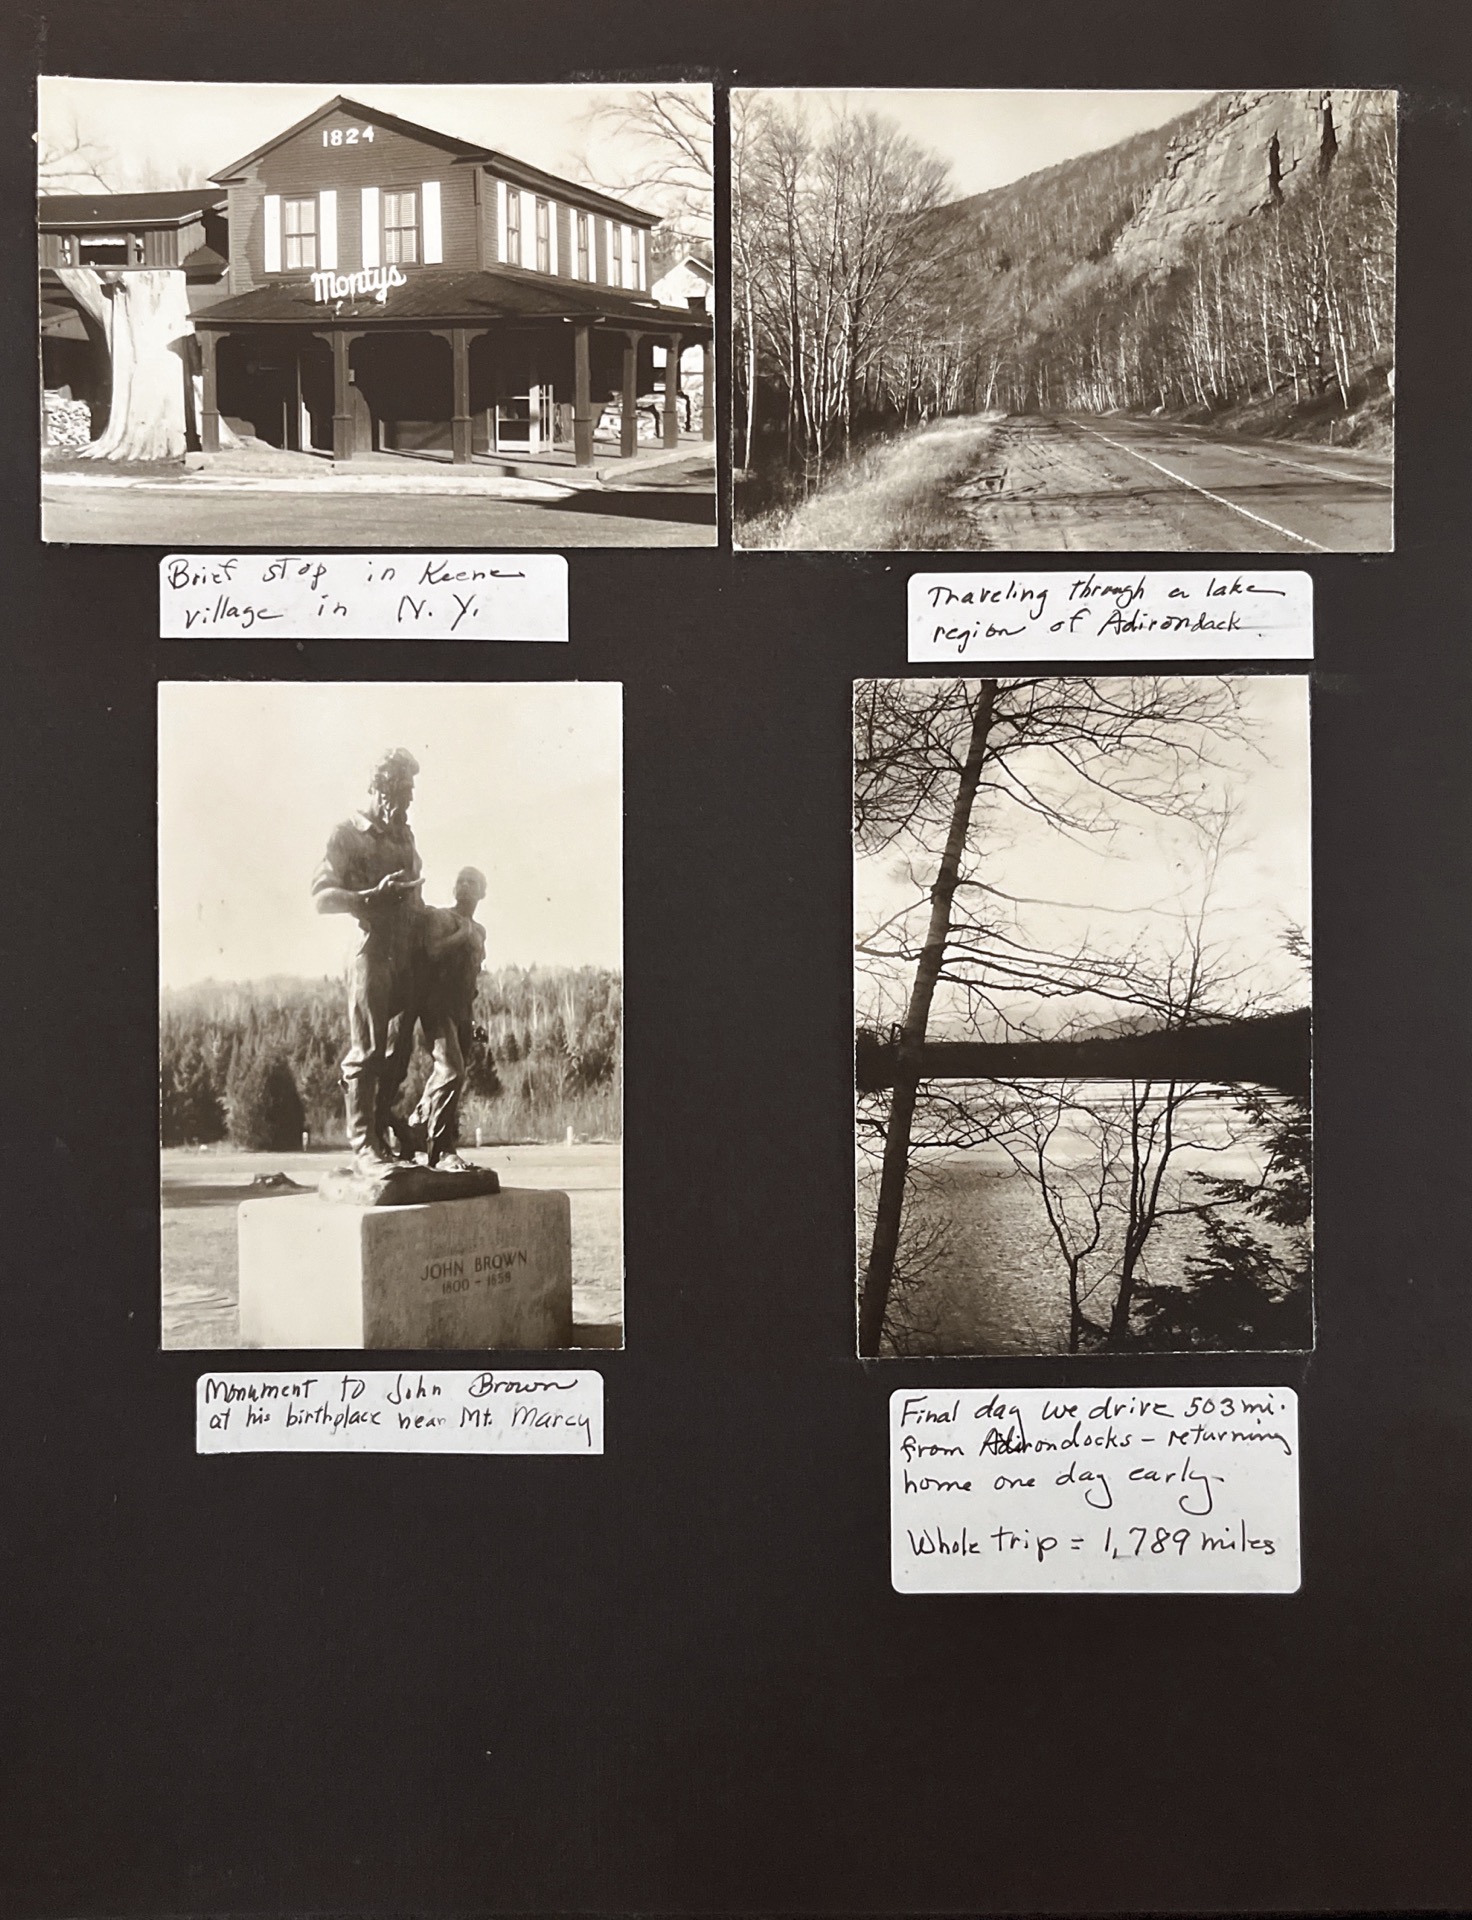 1824
Montys
Brief stop in Keene
village in N. Y.
Traveling through a lake
region of Adirondack.
JOHN BROWN
1800 - 1859
Monument to John Brown
at his birthplace near Mt. Marcy
Final day we drive 503 mi.
from Adirondocks - returning
home one day early.
Whole trip = 1,789 miles